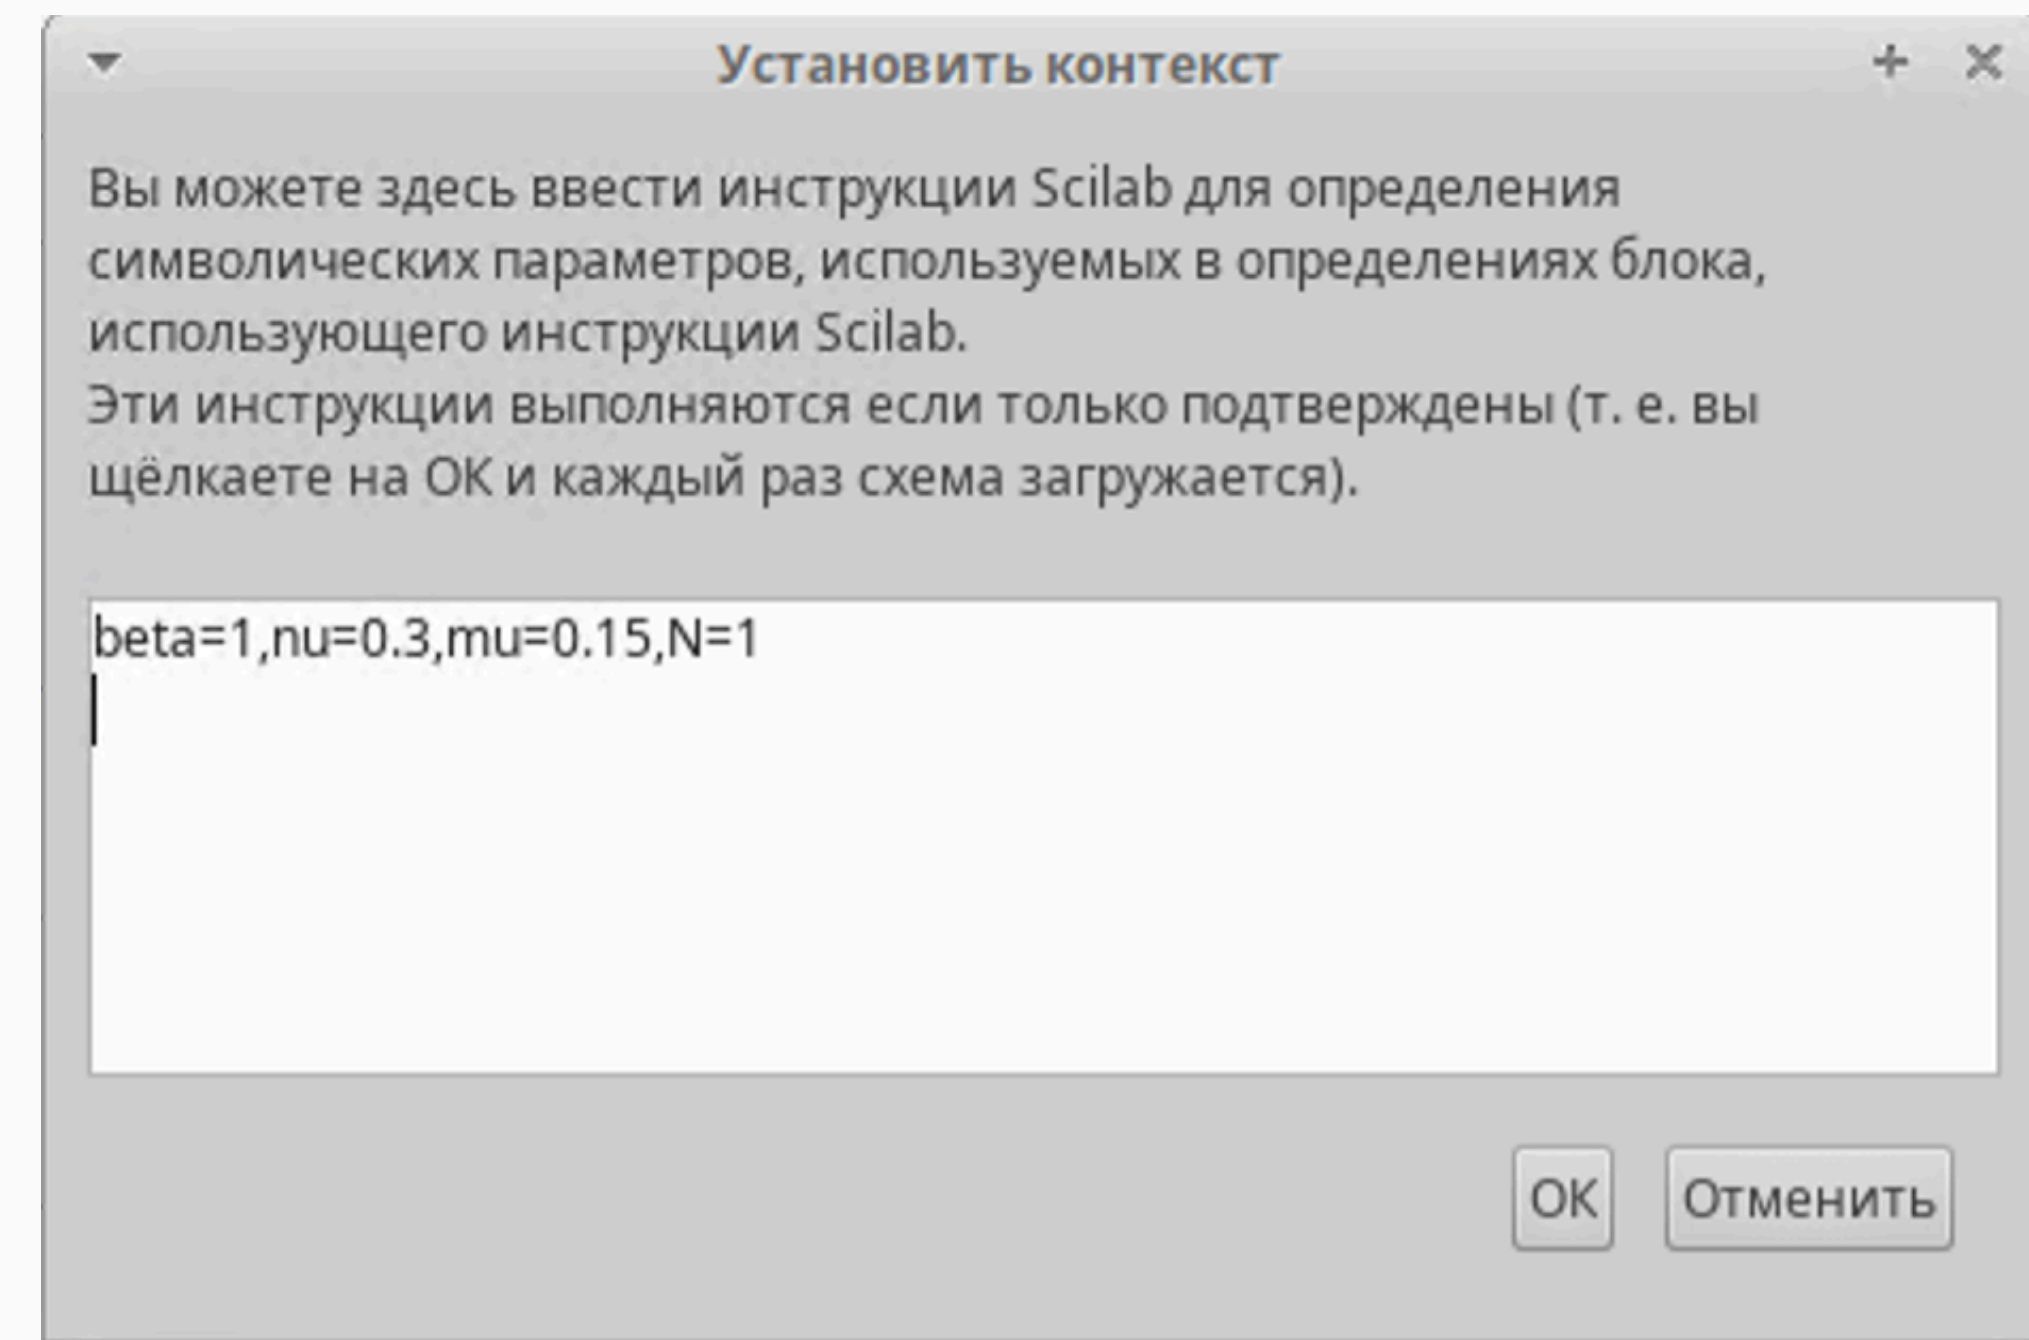 Установить контекст
Вы можете здесь ввести инструкции Scilab для определения
символических параметров, используемых в определениях блока,
использующего инструкции Scilab.
Эти инструкции выполняются если только подтверждены (т. е. вы
щёлкаете на ОК и каждый раз схема загружается).
beta=1,nu=0.3,mu=0.15,N=1
ОК Отменить